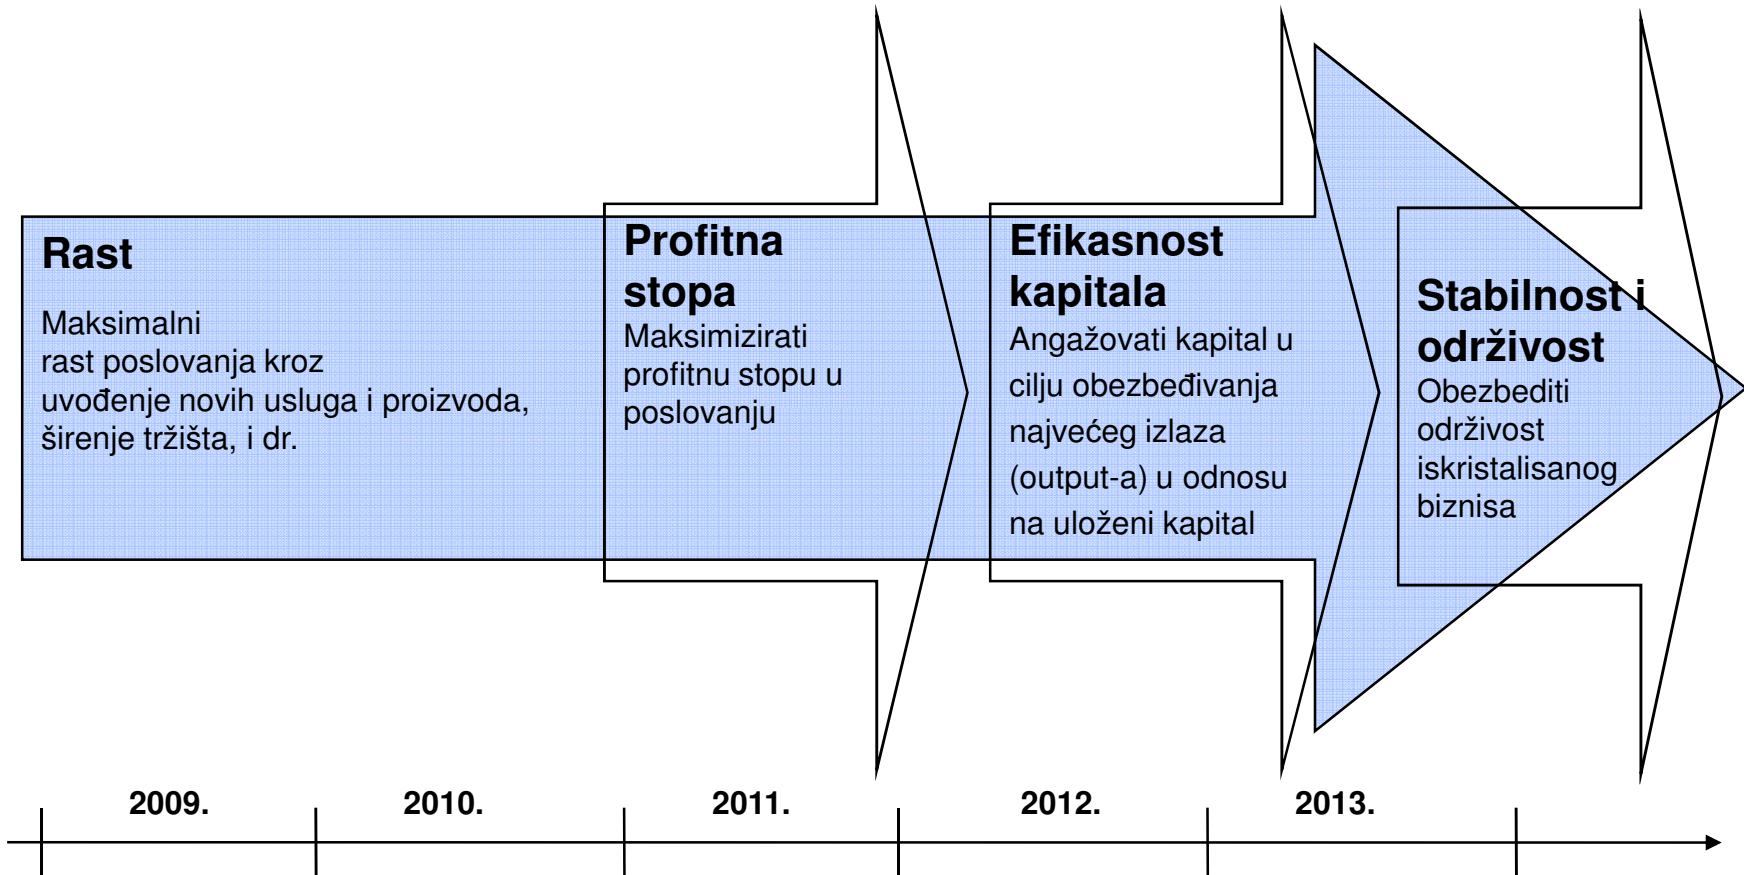 Rast
Maksimalni
rast poslovanja kroz
uvođenje novih usluga i proizvoda,
širenje tržišta, i dr.
Profitna
stopa
Maksimizirati
profitnu stopu u
poslovanju
Efikasnost
kapitala
Angažovati kapital u
cilju obezbeđivanja
najvećeg izlaza
(output-a) u odnosu
na uloženi kapital
Stabilnost i
održivost
Obezbediti
održivost
iskristalisanog
biznisa
2009.
2010.
2011.
2012.
2013.